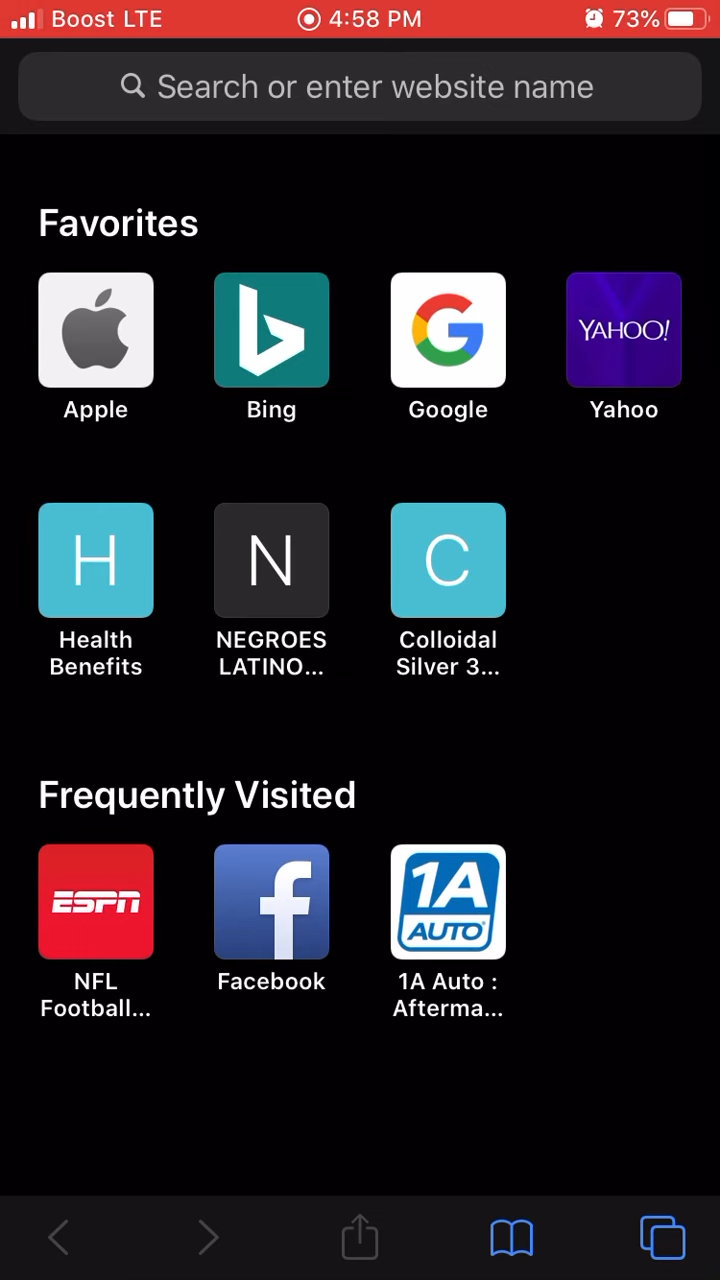 Boost LTE 4:58 PM 73%
Search or enter website name
Favorites
YAHOO!
Apple Bing Google Yahoo
H N C
Health NEGROES Colloidal
Benefits LATINO... Silver 3...
Frequently Visited
ESPN f 1A
AUTO
NFL Facebook 1A Auto :
Football... Afterma...